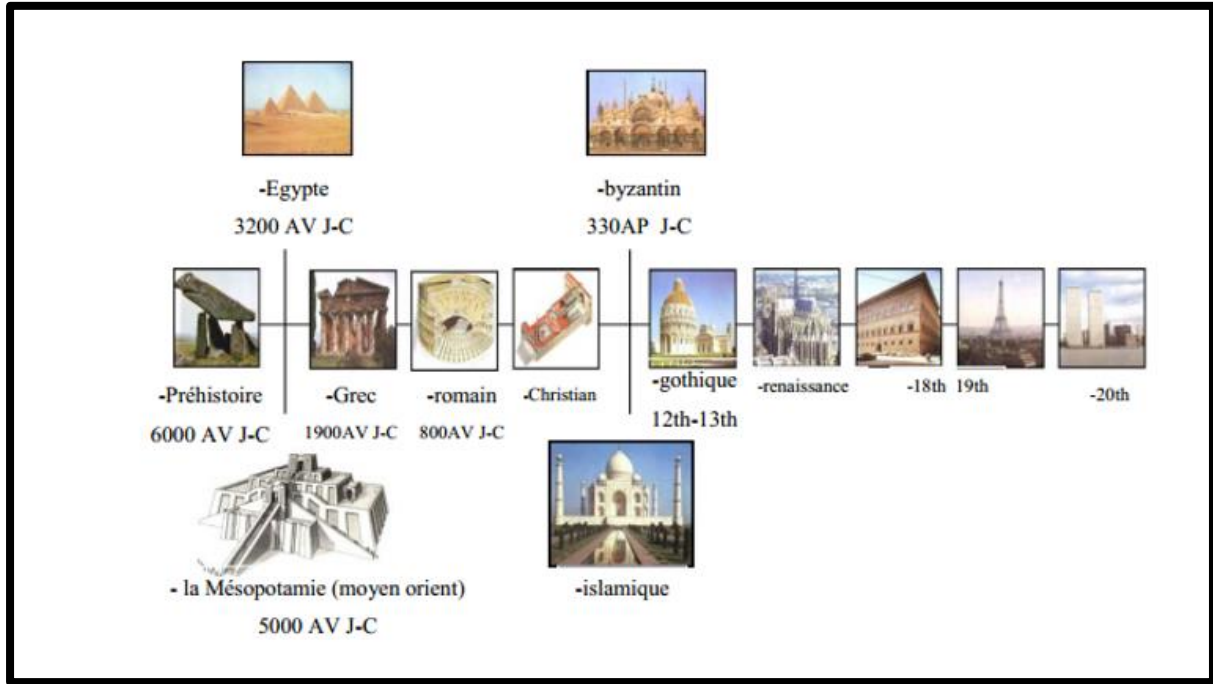 -Egypte
3200 AV J-C
-byzantin
330AP J-C
-Préhistoire
6000 AV J-C
-Grec
1900AV J-C
-romain
800AV J-C
-Christian
-gothique
12th-13th
-renaissance
-18th 19th
-20th
- la Mésopotamie (moyen orient)
5000 AV J-C
-islamique